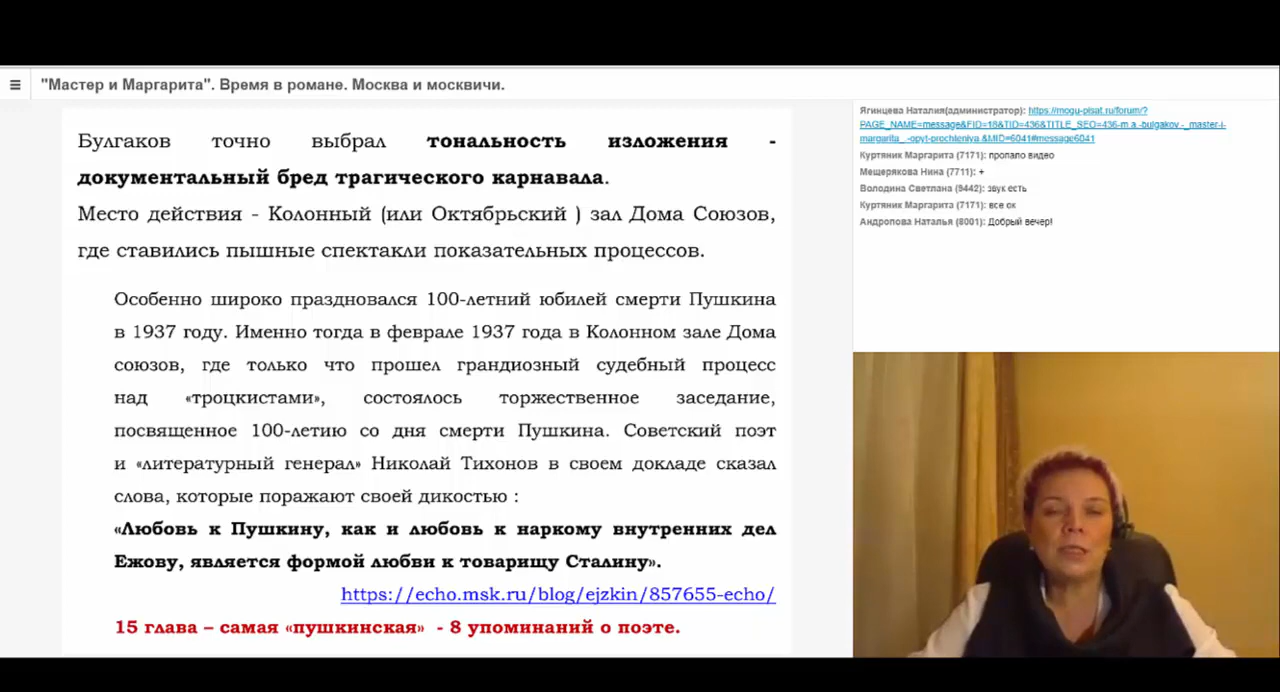 "Мастер и Маргарита". Время в романе. Москва и москвичи.
Булгаков точно выбрал тональность изложения -
документальный бред трагического карнавала.
Место действия - Колонный (или Октябрьский ) зал Дома Союзов,
где ставились пышные спектакли показательных процессов.
Особенно широко праздновался 100-летний юбилей смерти Пушкина
в 1937 году. Именно тогда в феврале 1937 года в Колонном зале Дома
союзов, где только что прошел грандиозный судебный процесс
над «троцкистами», состоялось торжественное заседание,
посвященное 100-летию со дня смерти Пушкина. Советский поэт
и «литературный генерал» Николай Тихонов в своем докладе сказал
слова, которые поражают своей дикостью :
«Любовь к Пушкину, как и любовь к наркому внутренних дел
Ежову, является формой любви к товарищу Сталину».
https://echo.msk.ru/blog/ejzkin/857655-echo/
15 глава – самая «пушкинская» - 8 упоминаний о поэте.
Ягинцева Наталия(администратор): https://mogu-pisat.ru/forum/?
PAGE_NAME=message&FID=18&TID=436&TITLE_SEO=436-m.a.-bulgakov.-_master-i-
margarita_.-opyt-prochteniya.&MID=6041#message6041
Куртяник Маргарита (7171): пропало видео
Мещерякова Нина (7711): +
Володина Светлана (9442): звук есть
Куртяник Маргарита (7171): все ок
Андропова Наталья (8001): Добрый вечер!